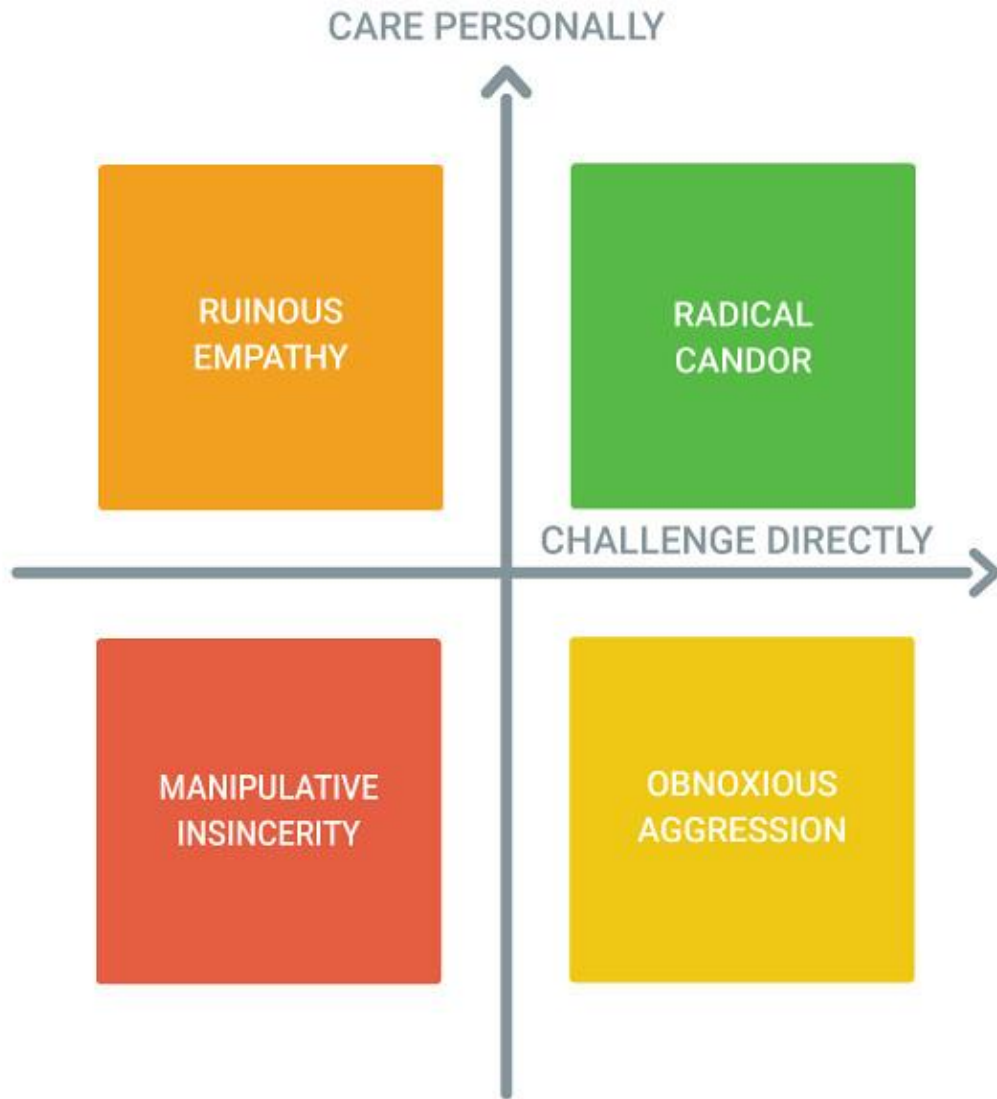 CARE PERSONALLY
RUINOUS
EMPATHY
RADICAL
CANDOR
CHALLENGE DIRECTLY
MANIPULATIVE
INSINCERITY
OBNOXIOUS
AGGRESSION